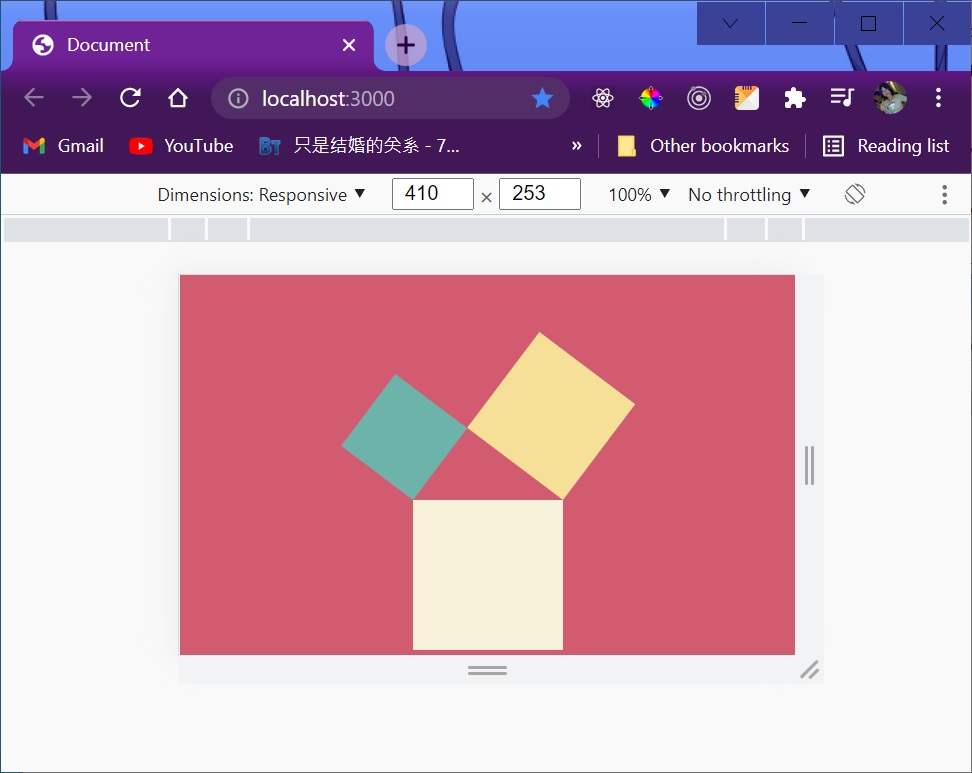 Document
localhost:3000
Gmail YouTube BT 只是结婚的关系 - 7... » Other bookmarks Reading list
Dimensions: Responsive 410 × 253 100% No throttling